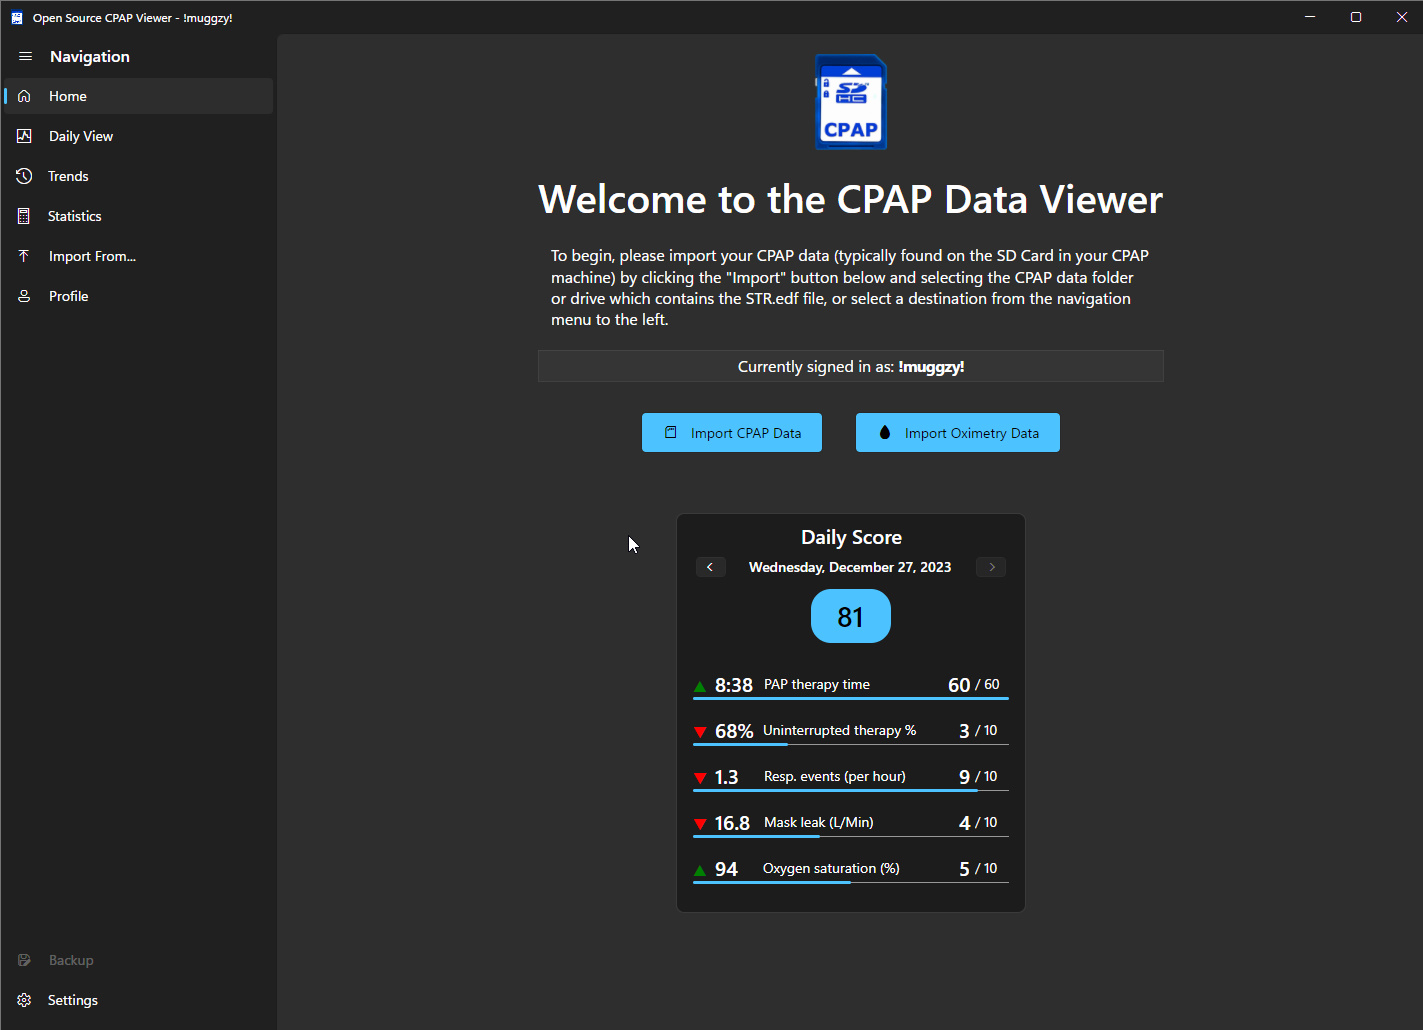 Open Source CPAP Viewer - !muggzy!
Navigation
Home
Daily View
Trends
Statistics
Import From...
Profile
Backup
Settings
SD
HC
CPAP
Welcome to the CPAP Data Viewer
To begin, please import your CPAP data (typically found on the SD Card in your CPAP
machine) by clicking the "Import" button below and selecting the CPAP data folder
or drive which contains the STR.edf file, or select a destination from the navigation
menu to the left.
Currently signed in as: !muggzy!
Import CPAP Data
Import Oximetry Data
Daily Score
Wednesday, December 27, 2023
81
8:38 PAP therapy time 60 / 60
68% Uninterrupted therapy % 3 / 10
1.3 Resp. events (per hour) 9 / 10
16.8 Mask leak (L/Min) 4 / 10
94 Oxygen saturation (%) 5 / 10